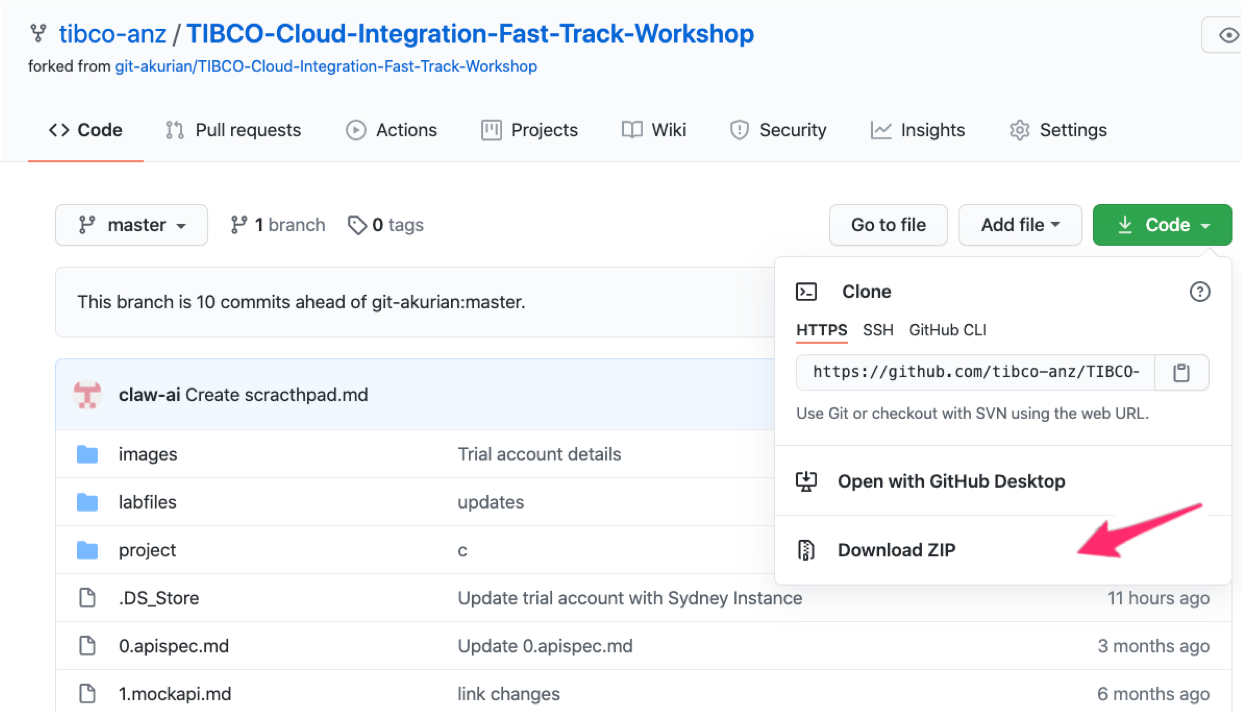 tibco-anz / TIBCO-Cloud-Integration-Fast-Track-Workshop
forked from git-akurian/TIBCO-Cloud-Integration-Fast-Track-Workshop
Code Pull requests Actions Projects Wiki Security Insights Settings
master 1 branch 0 tags Go to file Add file Code
This branch is 10 commits ahead of git-akurian:master.
Clone
HTTPS SSH GitHub CLI
https://github.com/tibco-anz/TIBCO-
Use Git or checkout with SVN using the web URL.
Open with GitHub Desktop
Download ZIP
claw-ai Create scracthpad.md
images Trial account details
labfiles updates
project c
.DS_Store Update trial account with Sydney Instance 11 hours ago
0.apispec.md Update 0.apispec.md 3 months ago
1.mockapi.md link changes 6 months ago